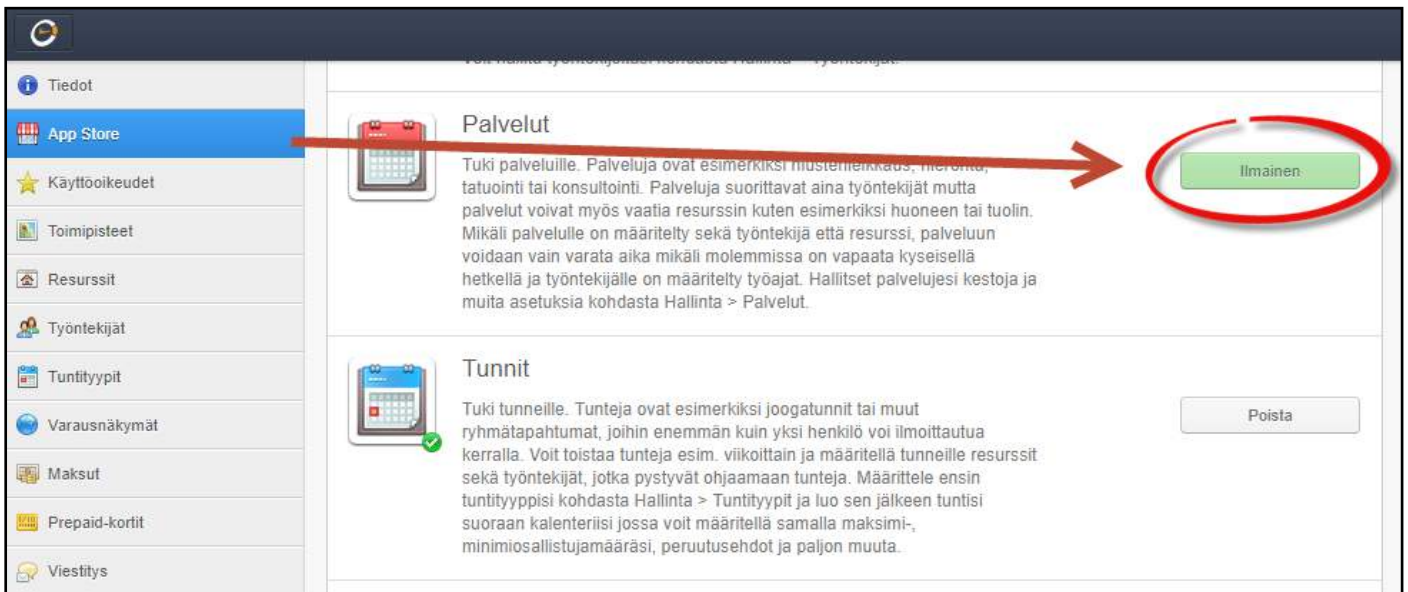 Tiedot
App Store
Käyttöoikeudet
Toimipisteet
Resurssit
Työntekijät
Tuntityypit
Varausnäkymät
Maksut
Prepaid-kortit
Viestitys
Palvelut
Tuki palveluille. Palveluja ovat esimerkiksi hiustenleikkaus, hieronta,
tatuointi tai konsultointi. Palveluja suorittavat aina työntekijät mutta
palvelut voivat myös vaatia resurssin kuten esimerkiksi huoneen tai tuolin.
Mikäli palvelulle on määritelty sekä työntekijä että resurssi, palveluun
voidaan vain varata aika mikäli molemmissa on vapaata kyseisellä
hetkellä ja työntekijälle on määritelty työajat. Hallitset palvelujesi kestoja ja
muita asetuksia kohdasta Hallinta > Palvelut.
Ilmainen
Tunnit
Tuki tunneille. Tunteja ovat esimerkiksi joogatunnit tai muut
ryhmätapahtumat, joihin enemmän kuin yksi henkilö voi ilmoittautua
kerralla. Voit toistaa tunteja esim. viikoittain ja määritellä tunneille resurssit
sekä työntekijät, jotka pystyvät ohjaamaan tunteja. Määrittele ensin
tuntityyppisi kohdasta Hallinta > Tuntityypit ja luo sen jälkeen tuntisi
suoraan kalenteriisi jossa voit määritellä samalla maksimi-,
minimiosallistujamääräsi, peruutusehdot ja paljon muuta.
Poista